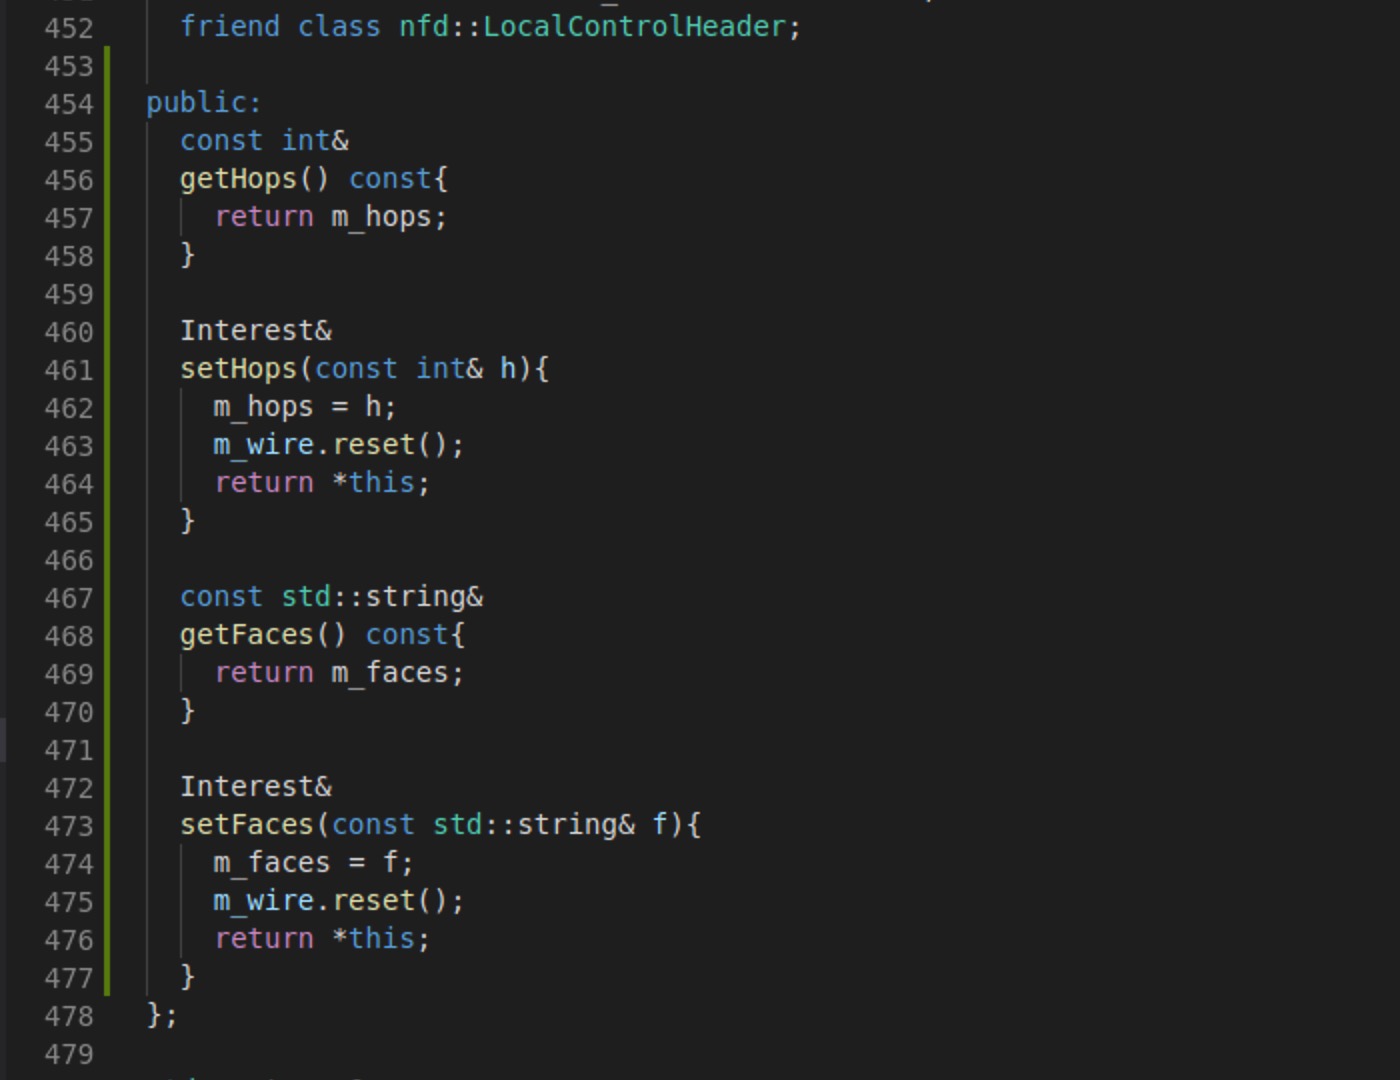 452 friend class nfd::LocalControlHeader;
453
454 public:
455 const int&
456 getHops() const{
457 return m_hops;
458 }
459
460 Interest&
461 setHops(const int& h){
462 m_hops = h;
463 m_wire.reset();
464 return *this;
465 }
466
467 const std::string&
468 getFaces() const{
469 return m_faces;
470 }
471
472 Interest&
473 setFaces(const std::string& f){
474 m_faces = f;
475 m_wire.reset();
476 return *this;
477 }
478 };
479